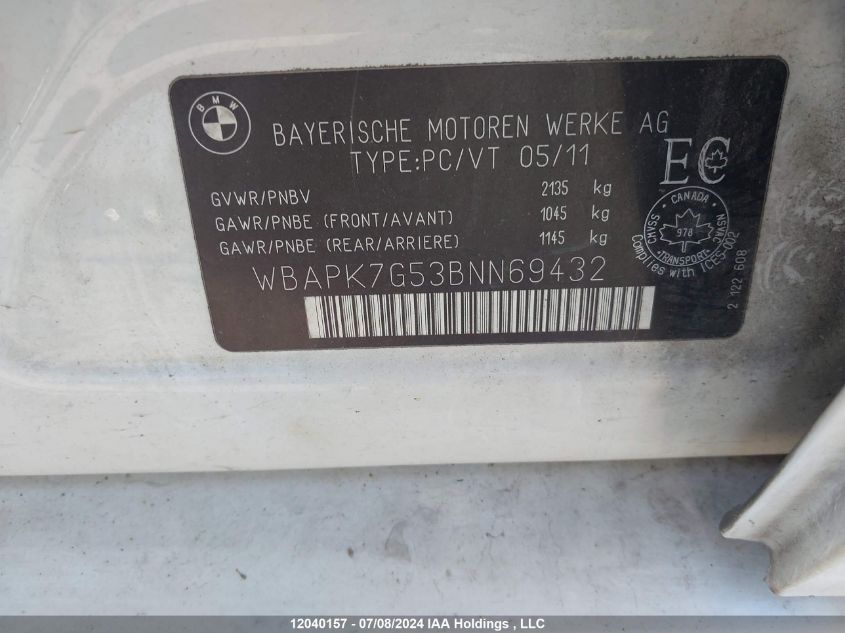 BMW
BAYERISCHE MOTOREN WERKE AG
TYPE:PC/VT 05/11
EC
GVWR/PNBV 2135 kg
GAWR/PNBE (FRONT/AVANT) 1045 kg
GAWR/PNBE (REAR/ARRIERE) 1145 kg
CANADA
978
TRANSPORT
Complies with ICES-002
2 122 608
WBAPK7G53BNN69432
12040157 - 07/08/2024 IAA Holdings , LLC